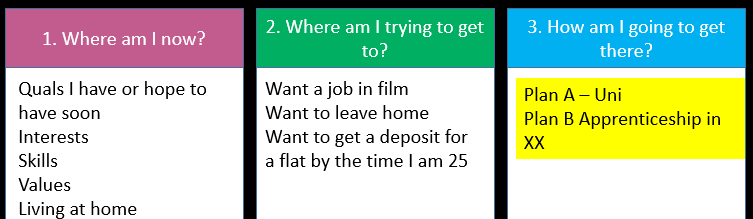 1. Where am I now?
Quals I have or hope to
have soon
Interests
Skills
Values
Living at home
2. Where am I trying to get
to?
Want a job in film
Want to leave home
Want to get a deposit for
a flat by the time I am 25
3. How am I going to get
there?
Plan A – Uni
Plan B Apprenticeship in
XX